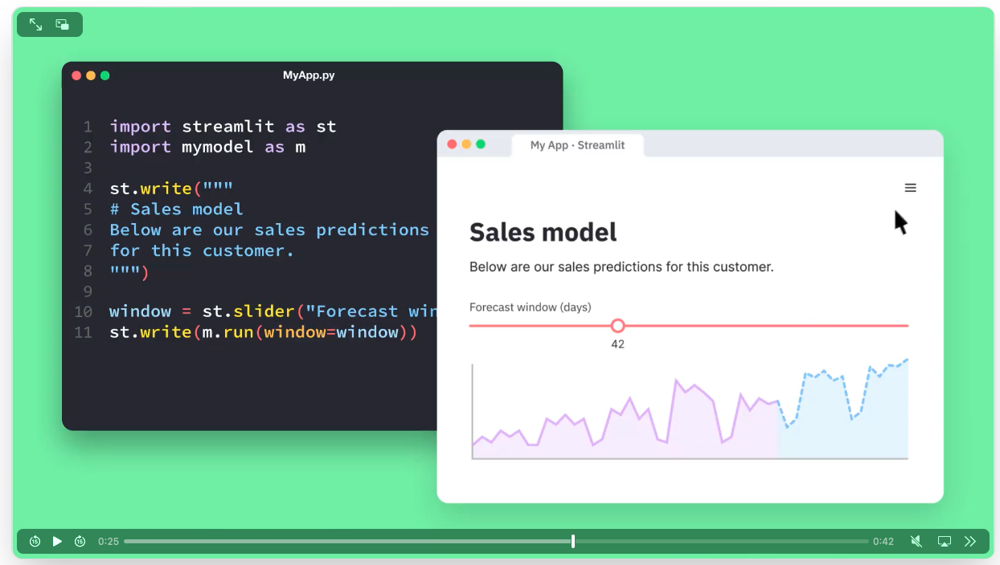 MyApp.py
1 import streamlit as st
2 import mymodel as m
3
4 st.write("""
5 # Sales model
6 Below are our sales predictions
7 for this customer.
8 """)
9
10 window = st.slider("Forecast win
11 st.write(m.run(window=window))
My App · Streamlit
Sales model
Below are our sales predictions for this customer.
Forecast window (days)
42
15
15
0:25
0:42